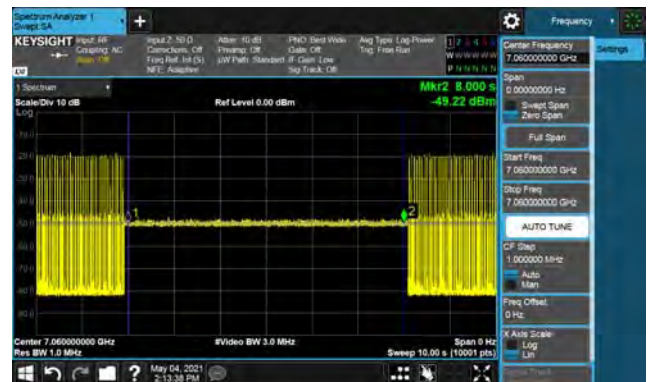 Spectrum Analyzer 1
Swept SA
+
Frequency
KEYSIGHT
Input: RF
Coupling: AC
Align: Off
Input Z: 50 Ω
Corrections: Off
Freq Ref: Int (S)
NFE: Adaptive
Atten: 10 dB
Preamp: Off
µW Path: Standard
PNO: Best Wide
Gate: Off
IF Gain: Low
Sig Track: Off
Avg Type: Log-Power
Trig: Free Run
1 Spectrum
Scale/Div 10 dB
Log
Ref Level 0.00 dBm
Mkr2 8.000 s
-49.22 dBm
1
2
Center 7.060000000 GHz
Res BW 1.0 MHz
#Video BW 3.0 MHz
Span 0 Hz
Sweep 10.00 s (10001 pts)
May 04, 2021
2:13:38 PM
Center Frequency
7.060000000 GHz
Settings
Span
0.00000000 Hz
Swept Span
Zero Span
Full Span
Start Freq
7.060000000 GHz
Stop Freq
7.060000000 GHz
AUTO TUNE
CF Step
1.000000 MHz
Auto
Man
Freq Offset
0 Hz
X Axis Scale
Log
Lin